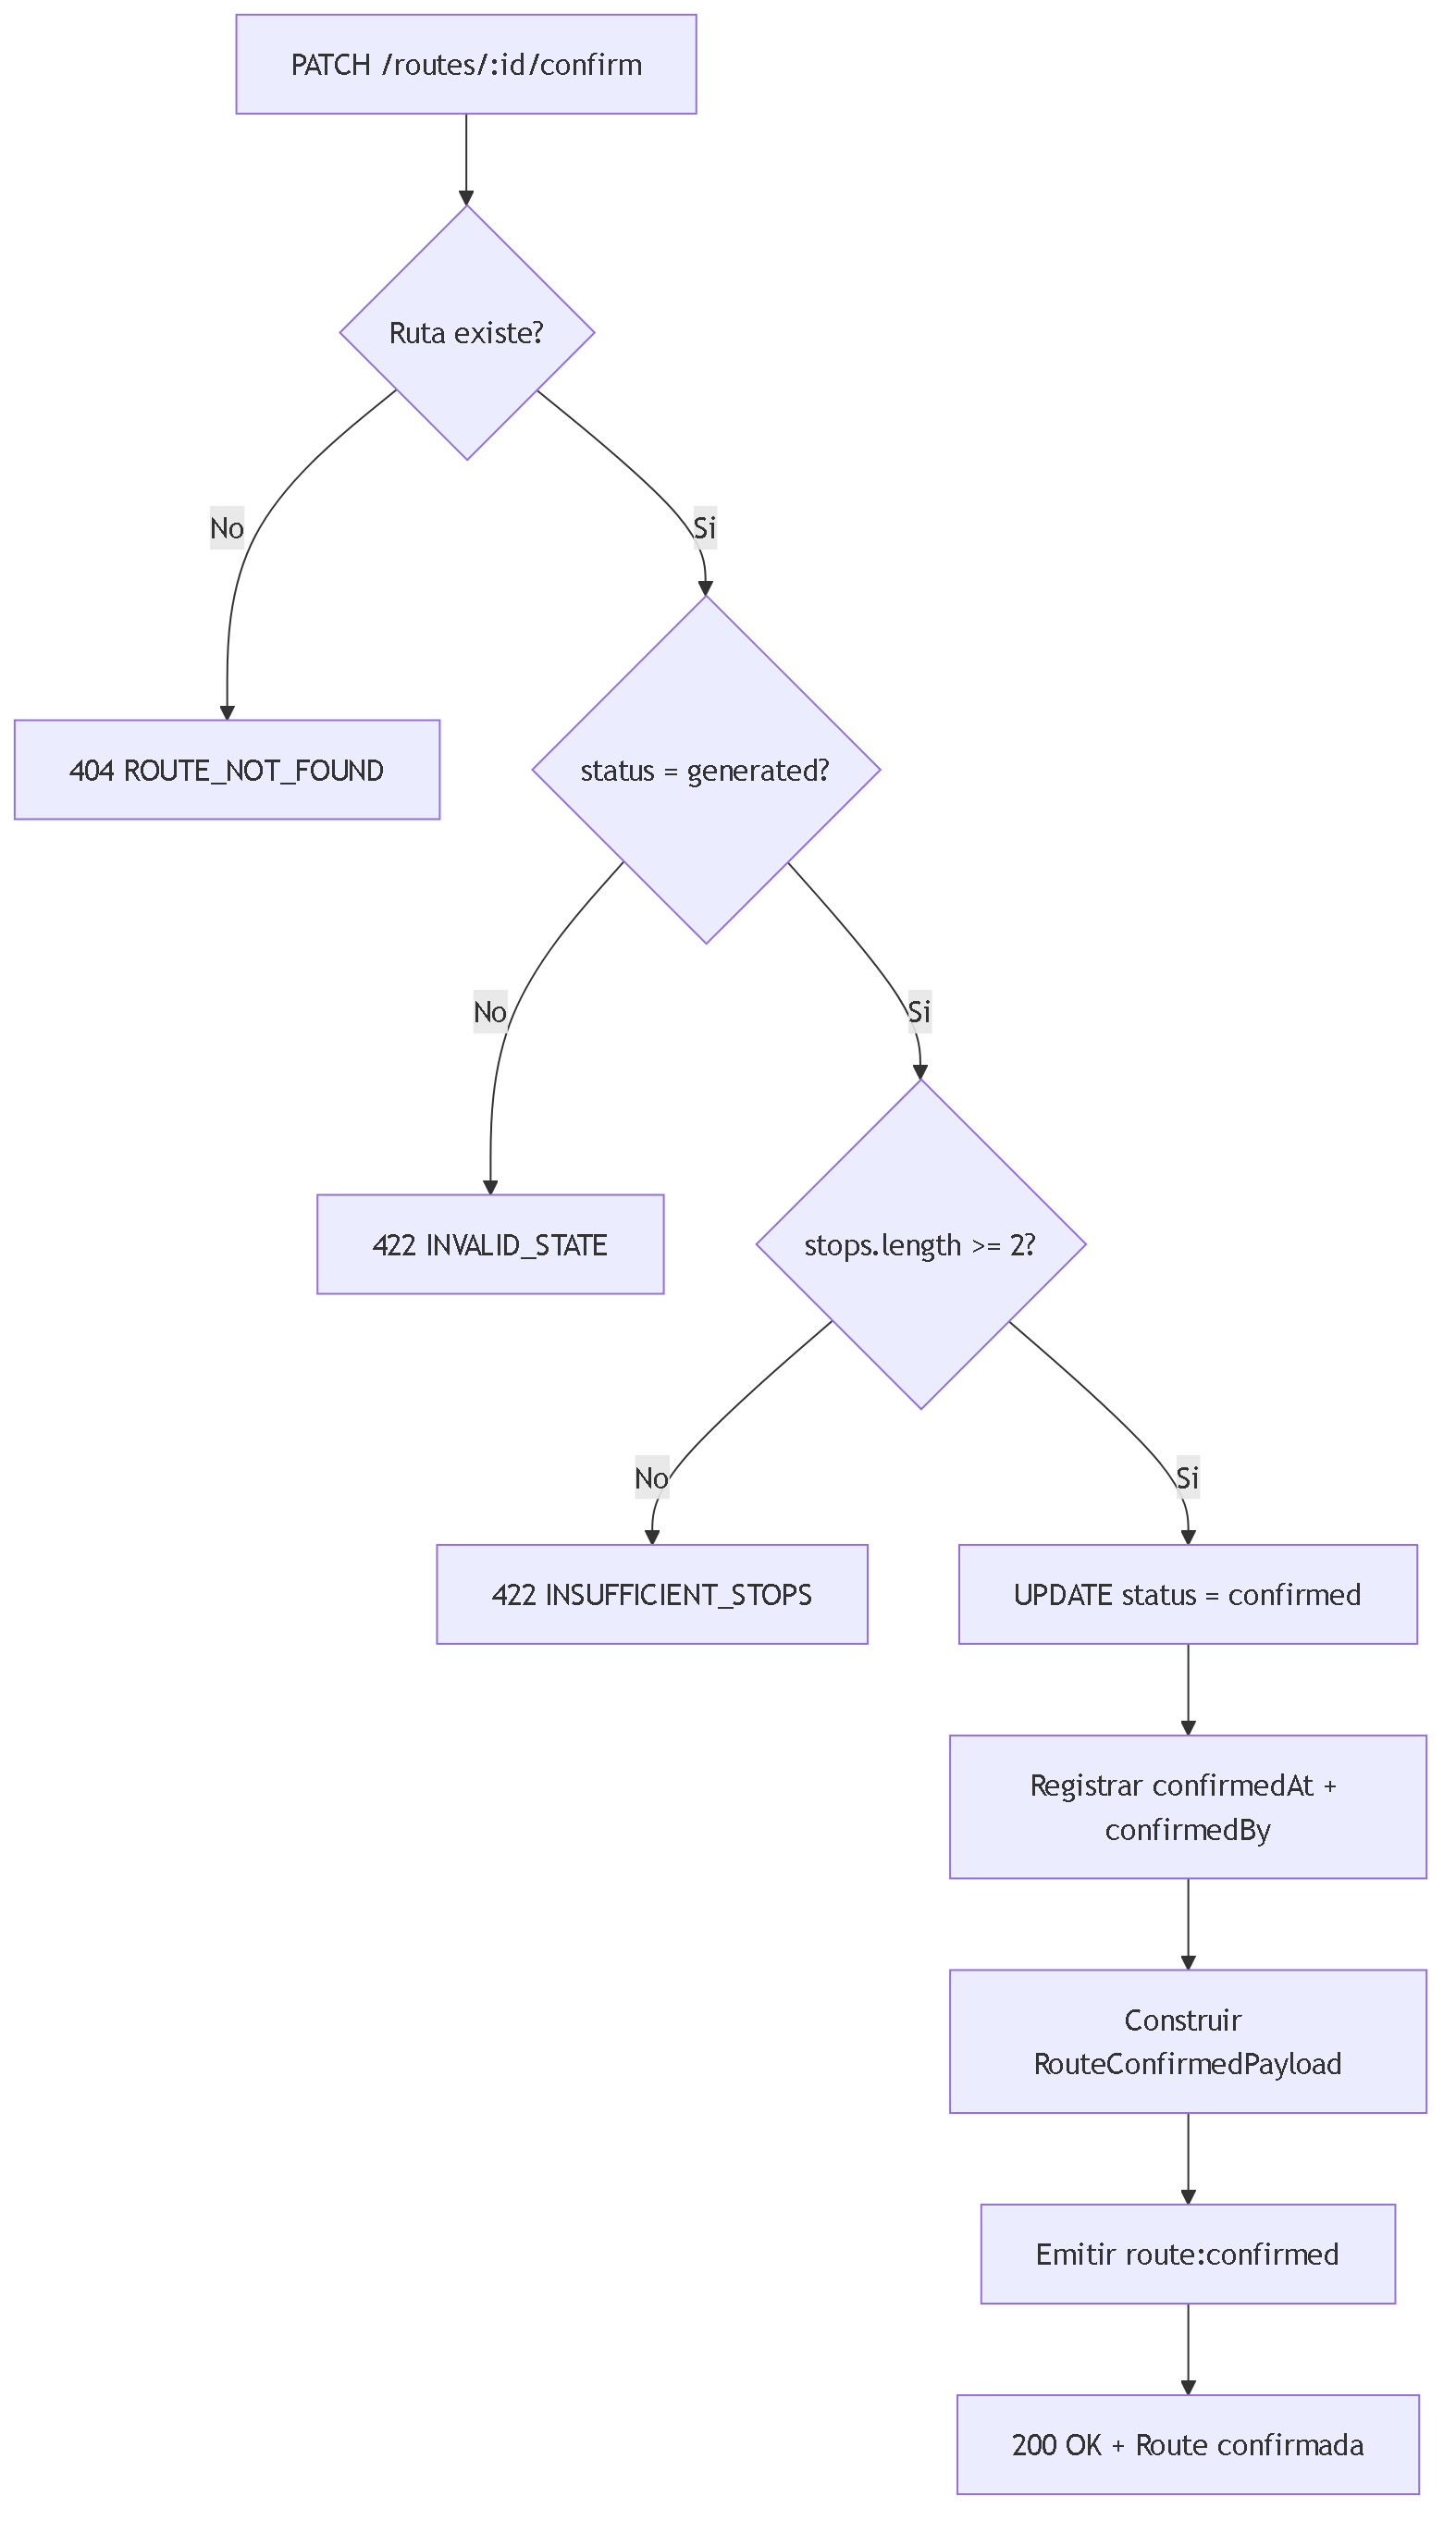 PATCH /routes/:id/confirm
Ruta existe?
No
Si
404 ROUTE_NOT_FOUND
status = generated?
No
Si
422 INVALID_STATE
stops.length >= 2?
No
Si
422 INSUFFICIENT_STOPS
UPDATE status = confirmed
Registrar confirmedAt +
confirmedBy
Construir
RouteConfirmedPayload
Emitir route:confirmed
200 OK + Route confirmada